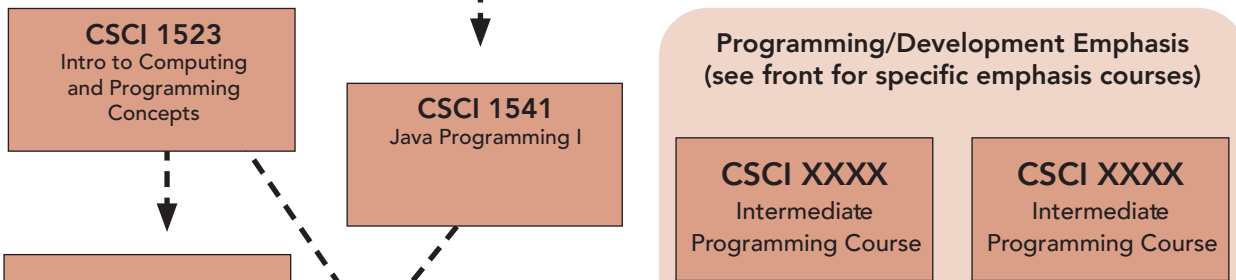 CSCI 1523
Intro to Computing
and Programming
Concepts
CSCI 1541
Java Programming I
Programming/Development Emphasis
(see front for specific emphasis courses)
CSCI XXXX
Intermediate
Programming Course
CSCI XXXX
Intermediate
Programming Course